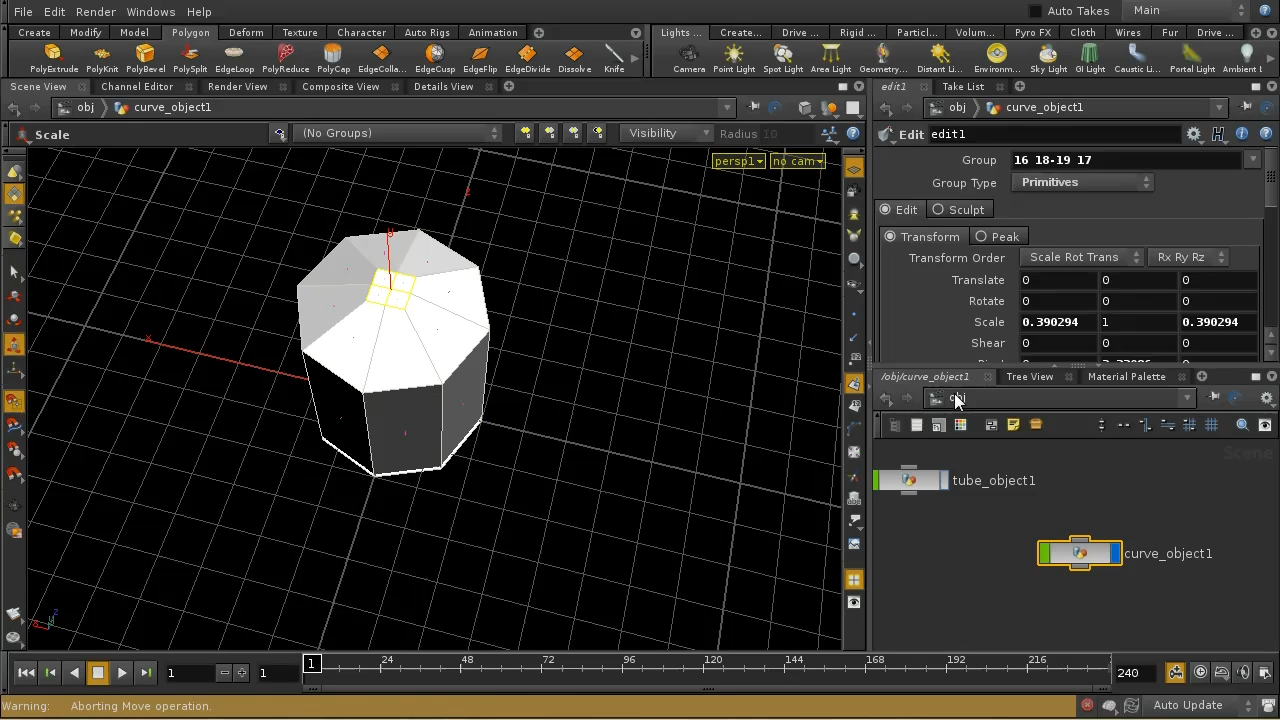 File Edit Render Windows Help
Auto Takes Main
Create Modify Model Polygon Deform Texture Character Auto Rigs Animation
Lights ... Create... Drive ... Rigid ... Particl... Volum... Pyro FX Cloth Wires Fur Drive ...
PolyExtrude PolyKnit PolyBevel PolySplit EdgeLoop PolyReduce PolyCap EdgeColla... EdgeCusp EdgeFlip EdgeDivide Dissolve Knife
Camera Point Light Spot Light Area Light Geometry... Distant Li... Environm... Sky Light GI Light Caustic Li... Portal Light Ambient l
Scene View Channel Editor Render View Composite View Details View
edit1 Take List
obj curve_object1
obj curve_object1
Scale (No Groups) Visibility Radius 10
Edit edit1
persp1 no cam
Group 16 18-19 17
Group Type Primitives
Edit Sculpt
Transform Peak
Transform Order Scale Rot Trans Rx Ry Rz
Translate 0 0 0
Rotate 0 0 0
Scale 0.390294 1 0.390294
Shear 0 0 0
/obj/curve_object1 Tree View Material Palette
obj
Scene
tube_object1
curve_object1
1 1 1 24 48 72 96 120 144 168 192 216 240
Warning: Aborting Move operation.
Auto Update